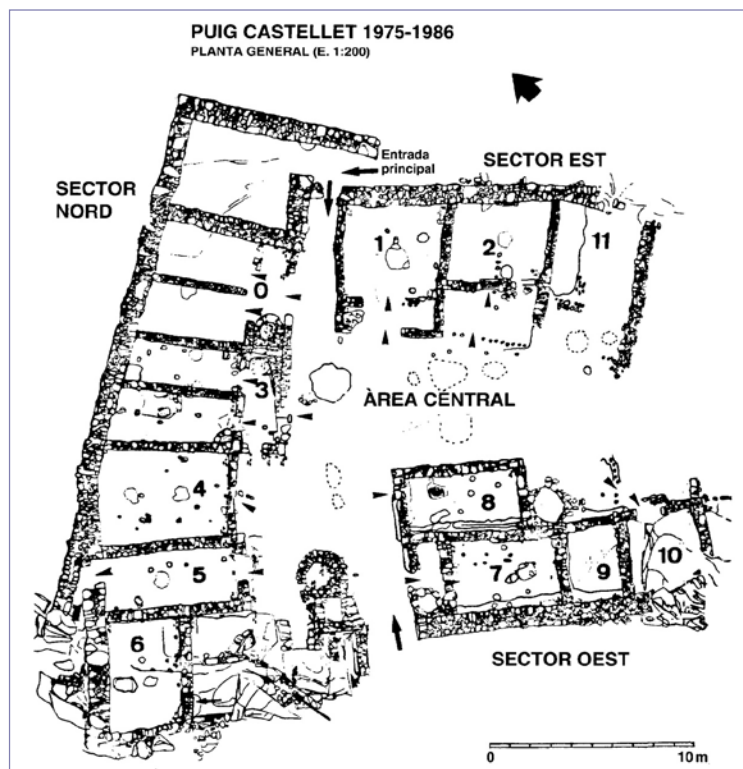 PUIG CASTELLET 1975-1986
PLANTA GENERAL (E. 1:200)
Entrada
principal
SECTOR EST
SECTOR
NORD
1
2
11
0
3
ÀREA CENTRAL
4
8
5
7
9
10
6
SECTOR OEST
0
10 m